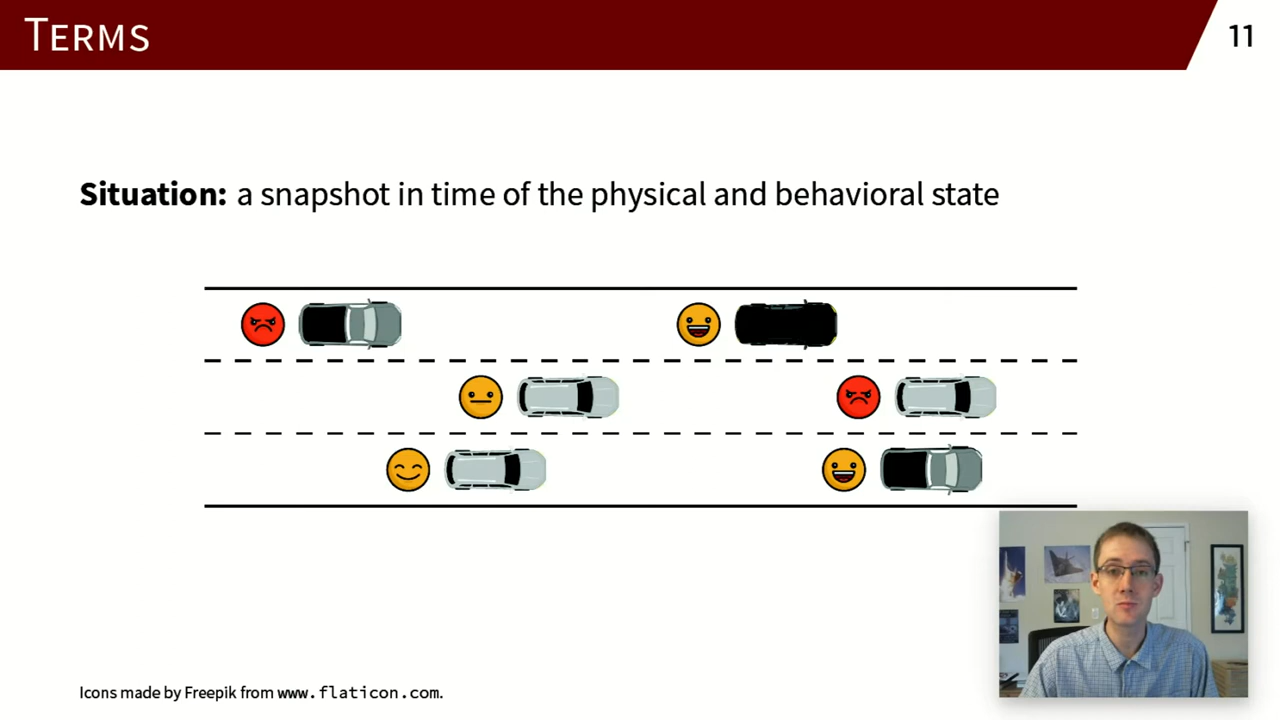 Terms
11
Situation: a snapshot in time of the physical and behavioral state
Icons made by Freepik from www.flaticon.com.